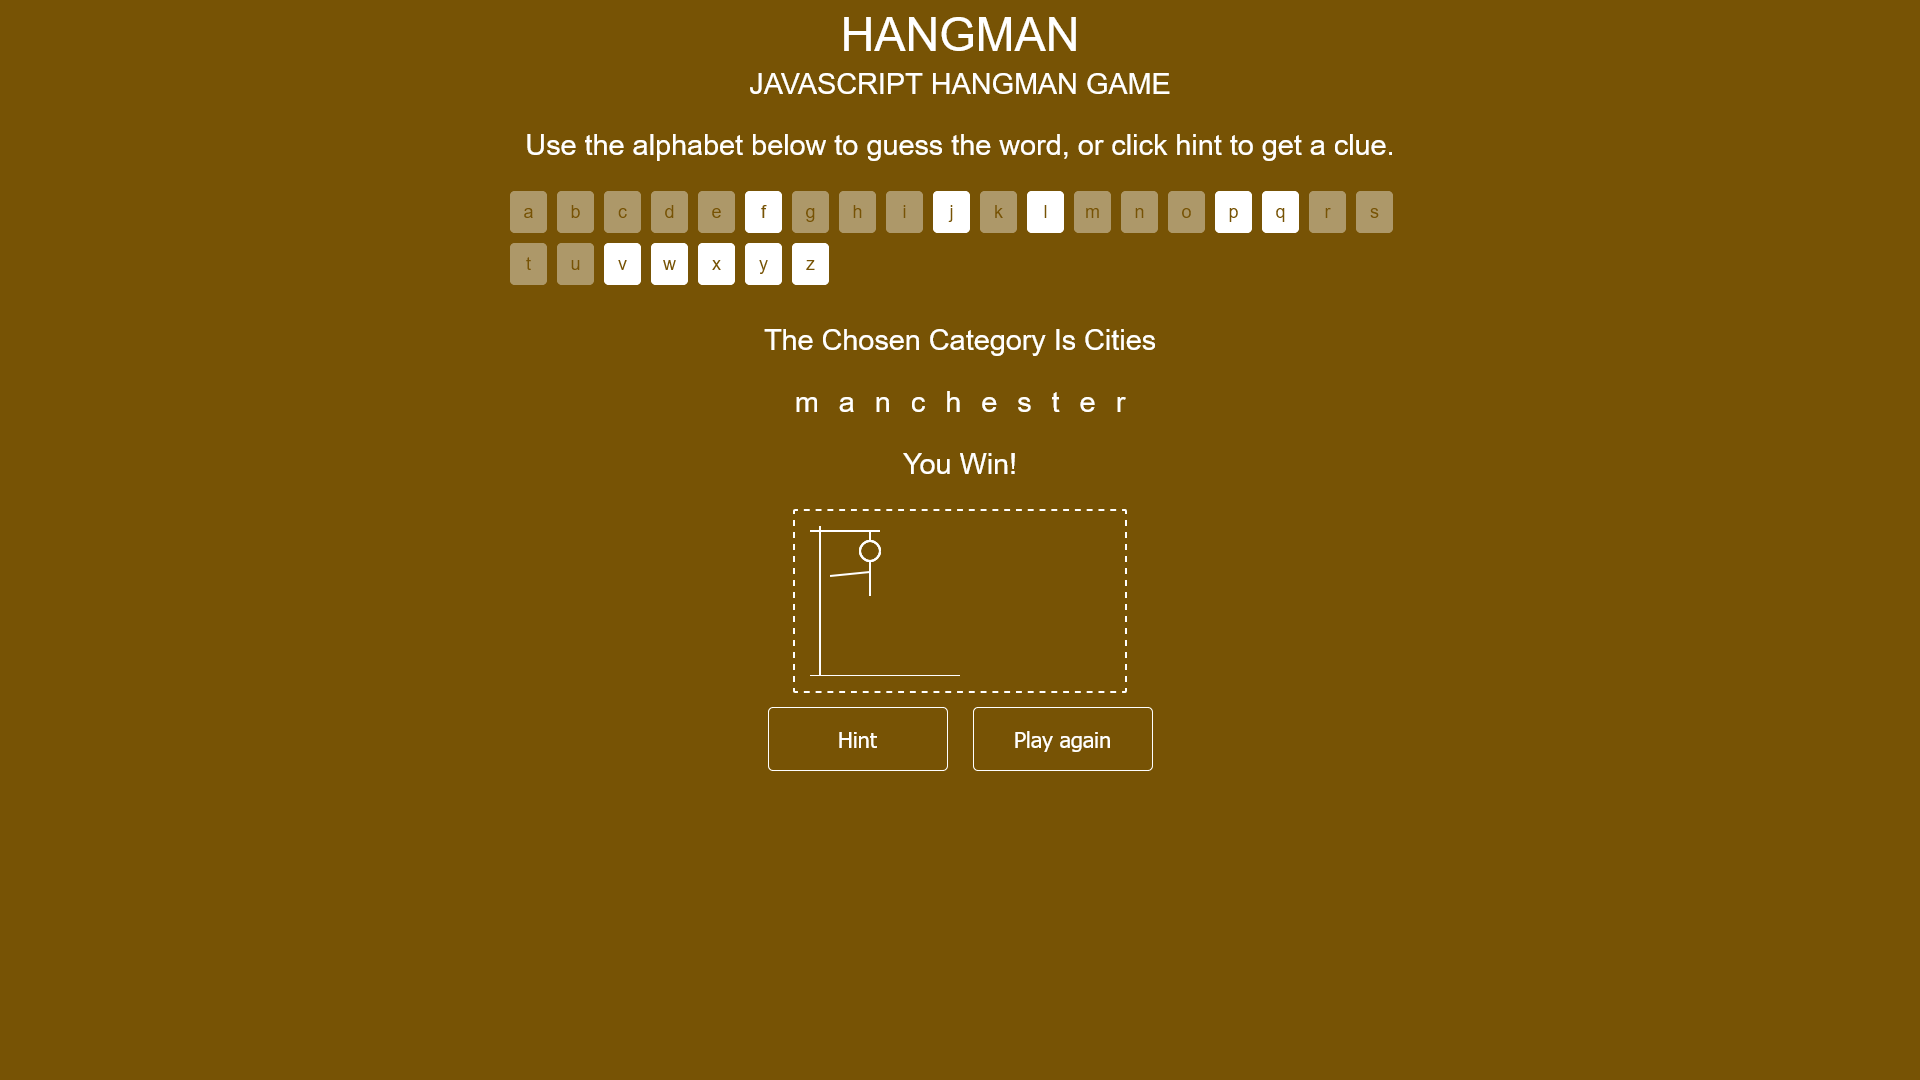 HANGMAN
JAVASCRIPT HANGMAN GAME
Use the alphabet below to guess the word, or click hint to get a clue.
a b c d e f g h i j k l m n o p q r s
t u v w x y z
The Chosen Category Is Cities
m a n c h e s t e r
You Win!
Hint Play again